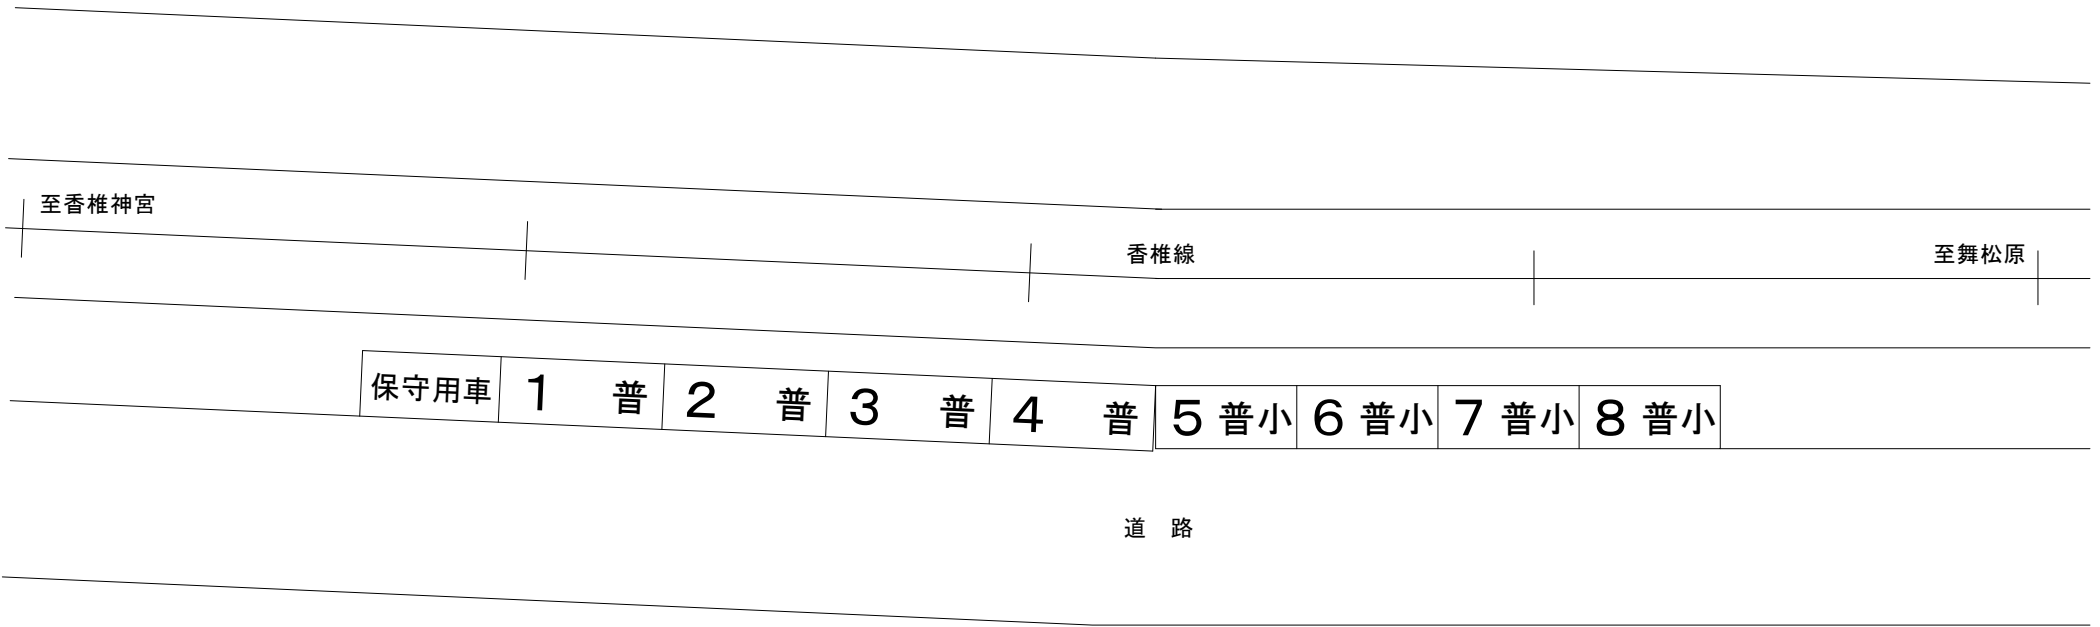 至香椎神宮
香椎線
至舞松原
保守用車
1 普
2 普
3 普
4 普
5 普小
6 普小
7 普小
8 普小
道 路